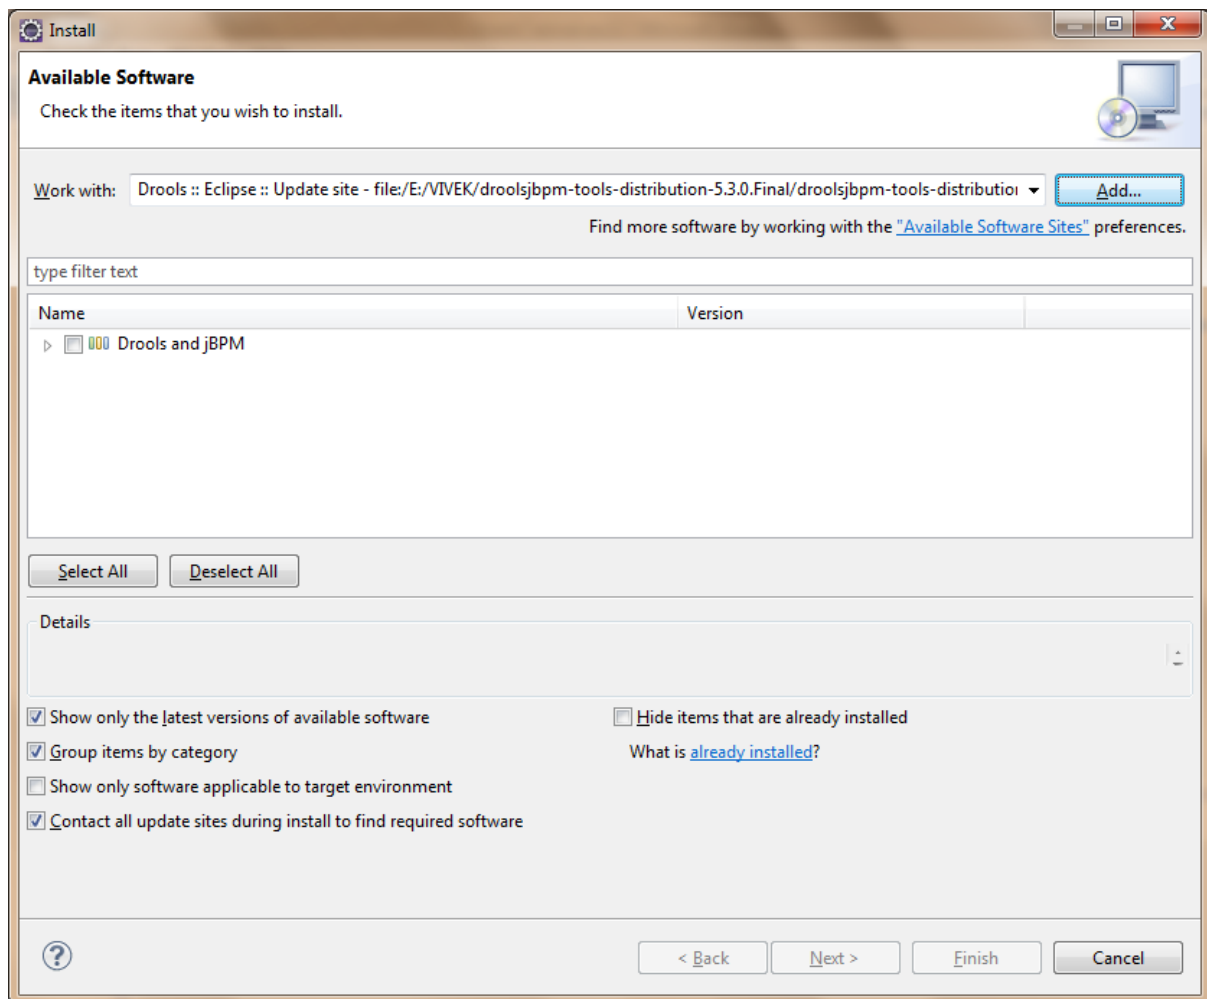 Install
Available Software
Check the items that you wish to install.
Work with: Drools :: Eclipse :: Update site - file:/E:/VIVEK/droolsjbpm-tools-distribution-5.3.0.Final/droolsjbpm-tools-distribution Add...
Find more software by working with the "Available Software Sites" preferences.
type filter text
Name Version
Drools and jBPM
Select All Deselect All
Details
Show only the latest versions of available software Hide items that are already installed
Group items by category What is already installed?
Show only software applicable to target environment
Contact all update sites during install to find required software
? < Back Next > Finish Cancel